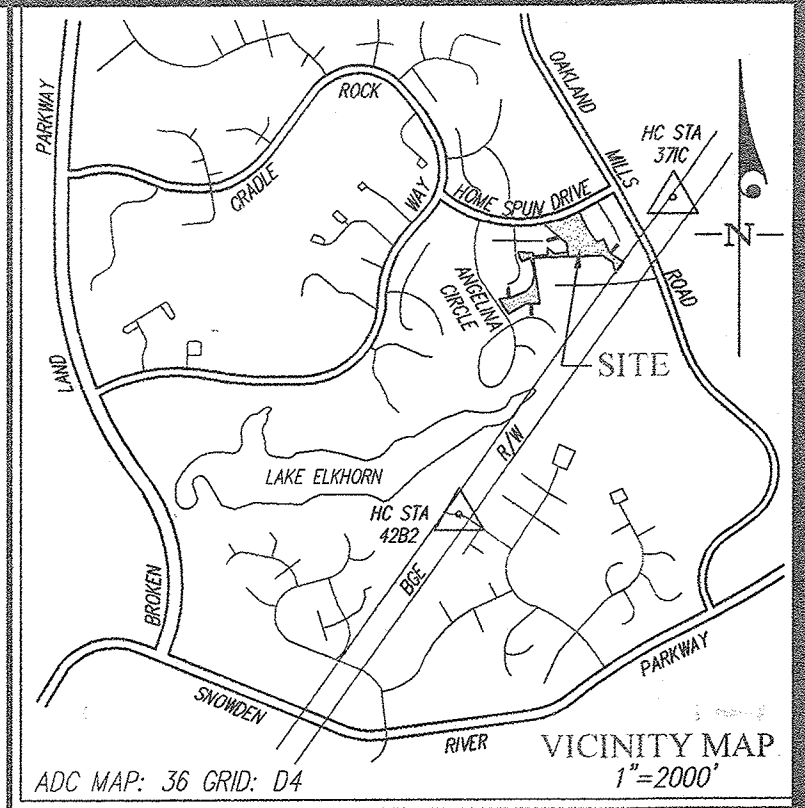 PARKWAY
ROCK
OAKLAND
HC STA
371C
MILLS
CRADLE
WAY
HOME SPUN DRIVE
N
ANGELINA
CIRCLE
ROAD
LAND
SITE
R/W
LAKE ELKHORN
HC STA
42B2
BGE
BROKEN
PARKWAY
SNOWDEN
RIVER
VICINITY MAP
1"=2000'
ADC MAP: 36 GRID: D4